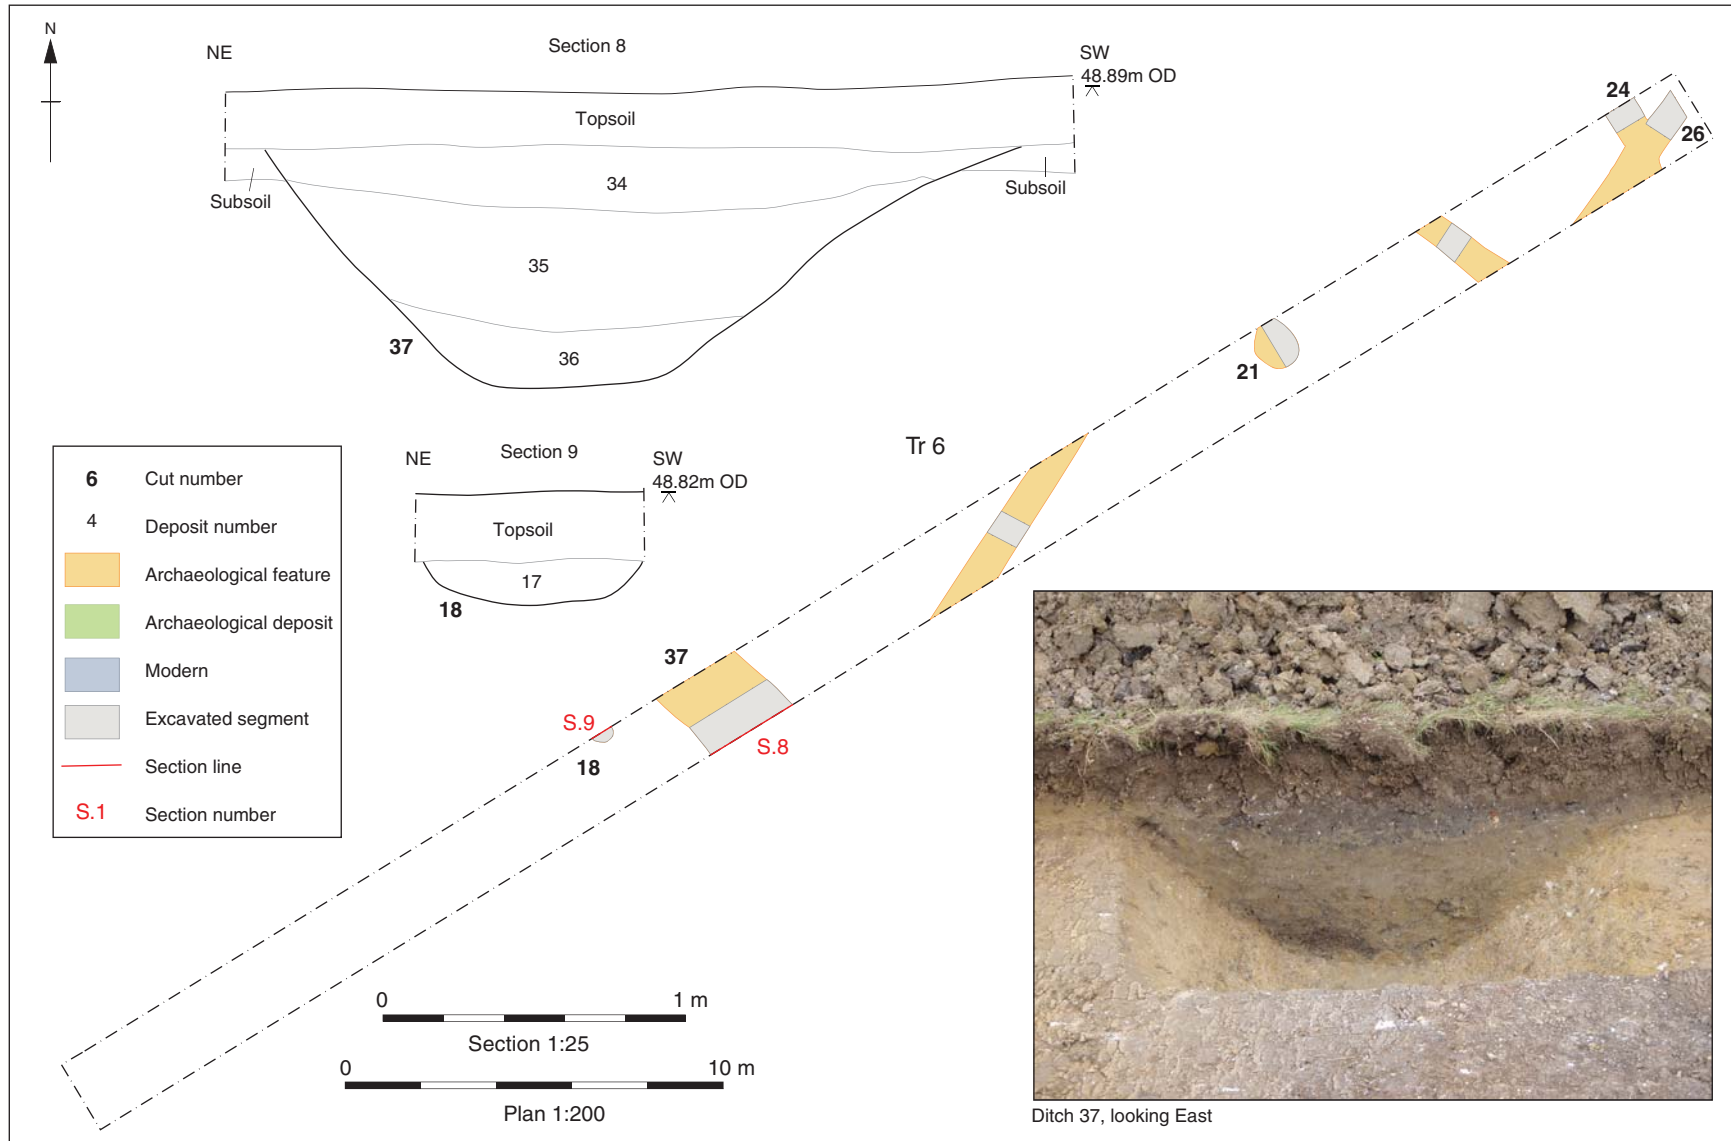 N
NE
Section 8
SW
48.89m OD
Topsoil
34
Subsoil
Subsoil
35
37
36
24
26
21
Tr 6
Section 9
NE
SW
48.82m OD
Topsoil
17
18
6 Cut number
4 Deposit number
Archaeological feature
Archaeological deposit
Modern
Excavated segment
Section line
S.1 Section number
37
S.9
18
S.8
0 1 m
Section 1:25
0 10 m
Plan 1:200
Ditch 37, looking East